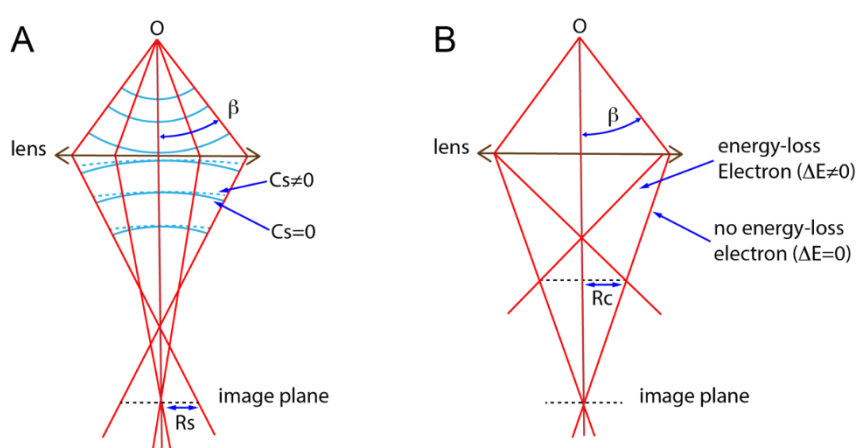 A
O
β
lens
Cs≠0
Cs=0
image plane
Rs
B
O
β
lens
energy-loss
Electron (ΔE≠0)
no energy-loss
electron (ΔE=0)
Rc
image plane